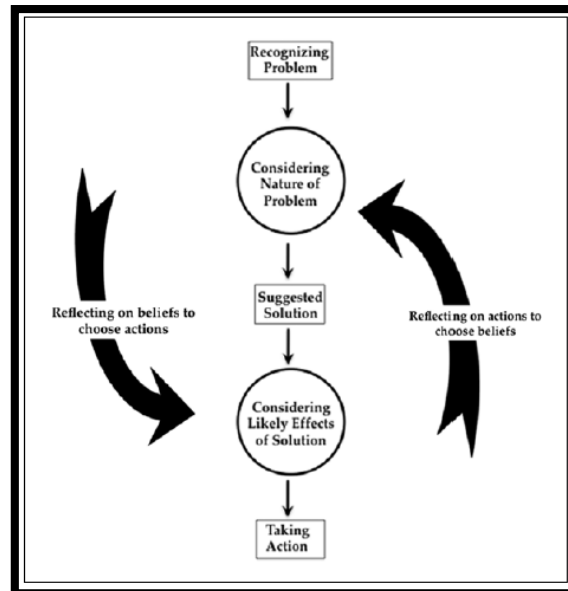 Recognizing
Problem
Considering
Nature of
Problem
Reflecting on beliefs to
choose actions
Suggested
Solution
Reflecting on actions to
choose beliefs
Considering
Likely Effects
of Solution
Taking
Action